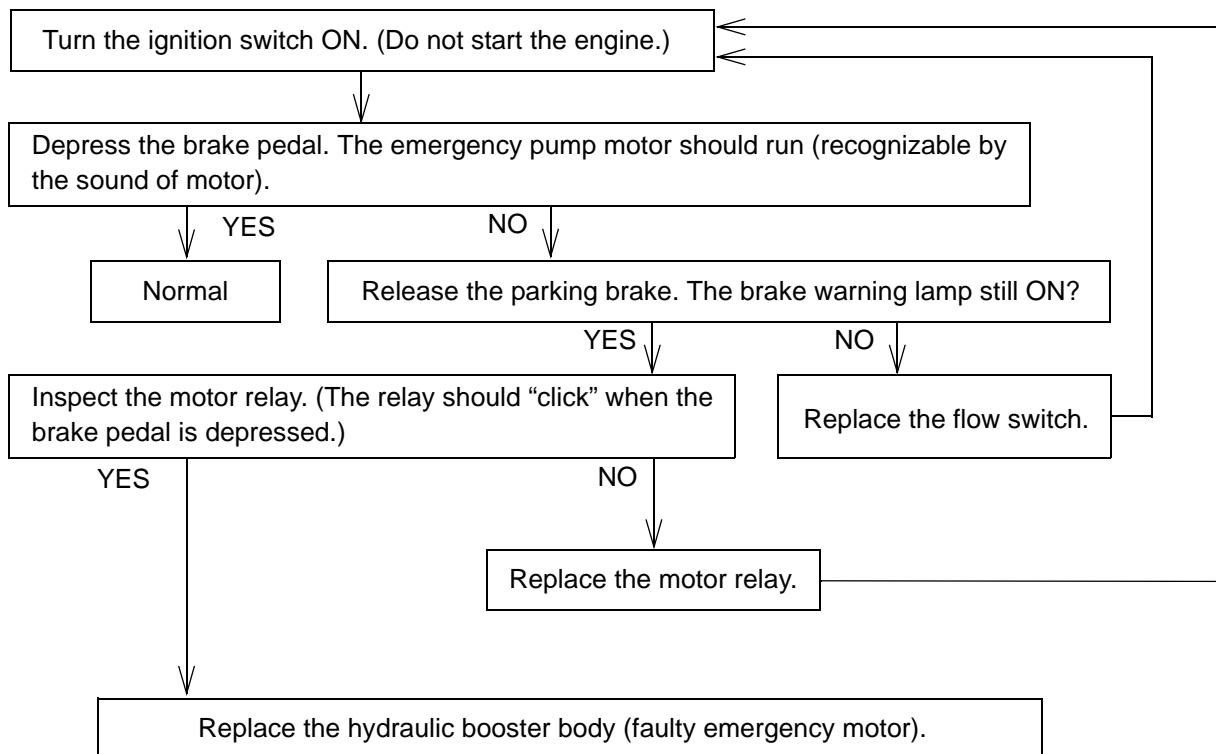 Turn the ignition switch ON. (Do not start the engine.)
Depress the brake pedal. The emergency pump motor should run (recognizable by
the sound of motor).
YES
NO
Normal
Release the parking brake. The brake warning lamp still ON?
YES
NO
Inspect the motor relay. (The relay should “click” when the
brake pedal is depressed.)
Replace the flow switch.
YES
NO
Replace the motor relay.
Replace the hydraulic booster body (faulty emergency motor).